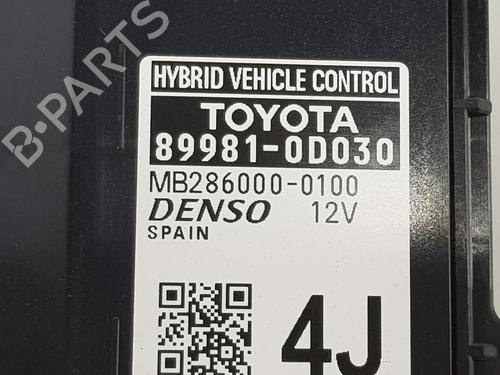 HYBRID VEHICLE CONTROL
TOYOTA
89981-0D030
MB286000-0100
DENSO 12V
SPAIN
4J
B-PARTS